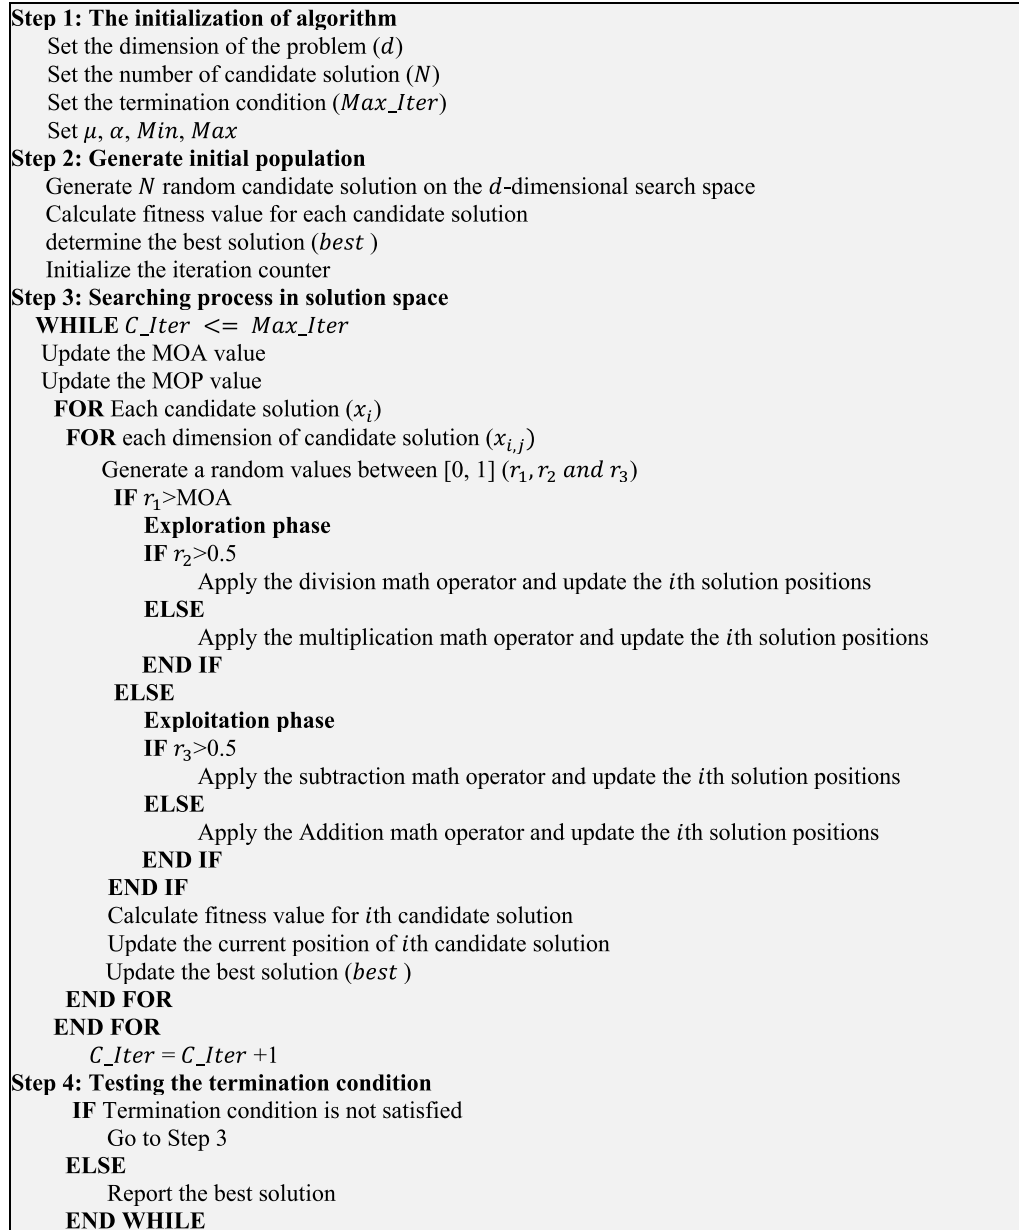 Step 1: The initialization of algorithm
Set the dimension of the problem (d)
Set the number of candidate solution (N)
Set the termination condition (Max_Iter)
Set μ, α, Min, Max
Step 2: Generate initial population
Generate N random candidate solution on the d-dimensional search space
Calculate fitness value for each candidate solution
determine the best solution (best )
Initialize the iteration counter
Step 3: Searching process in solution space
WHILE C_Iter <= Max_Iter
Update the MOA value
Update the MOP value
FOR Each candidate solution (x_i)
FOR each dimension of candidate solution (x_{i,j})
Generate a random values between [0, 1] (r_1, r_2 and r_3)
IF r_1>MOA
Exploration phase
IF r_2>0.5
Apply the division math operator and update the ith solution positions
ELSE
Apply the multiplication math operator and update the ith solution positions
END IF
ELSE
Exploitation phase
IF r_3>0.5
Apply the subtraction math operator and update the ith solution positions
ELSE
Apply the Addition math operator and update the ith solution positions
END IF
END IF
Calculate fitness value for ith candidate solution
Update the current position of ith candidate solution
Update the best solution (best )
END FOR
END FOR
C_Iter = C_Iter +1
Step 4: Testing the termination condition
IF Termination condition is not satisfied
Go to Step 3
ELSE
Report the best solution
END WHILE